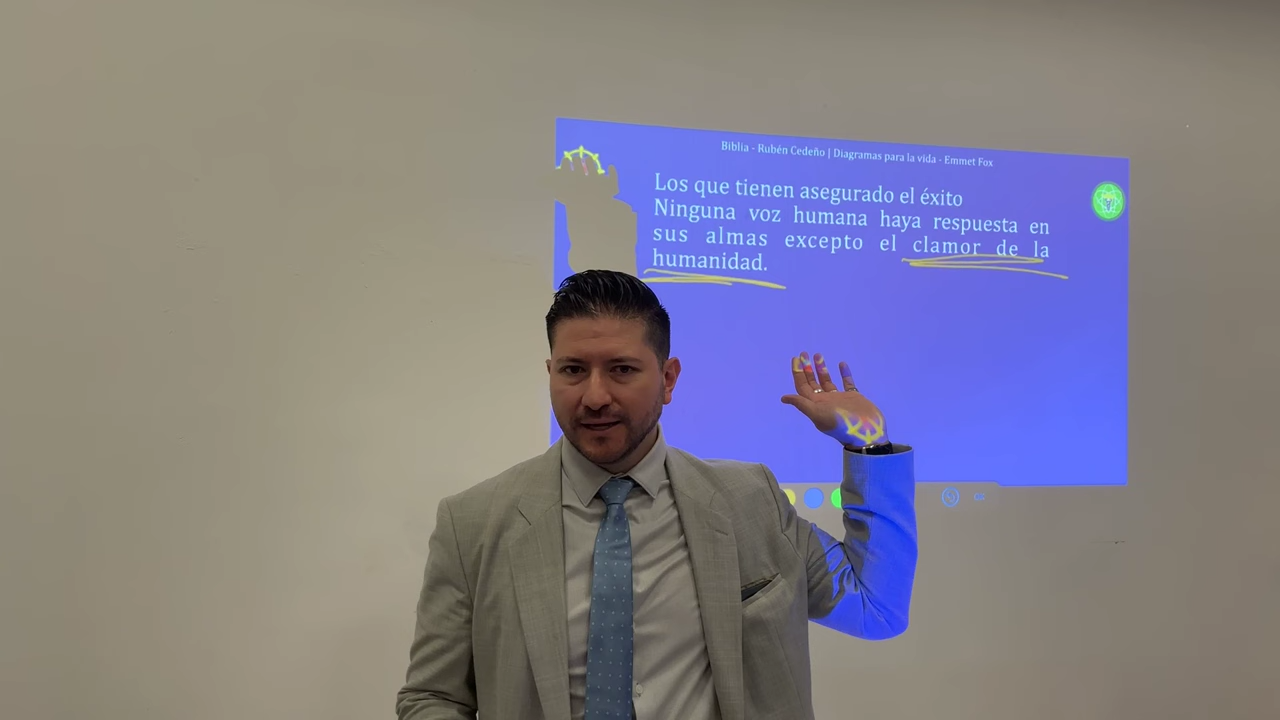 Biblia - Rubén Cedeño | Diagramas para la vida - Emmet Fox
Los que tienen asegurado el éxito
Ninguna voz humana haya respuesta en
sus almas excepto el clamor de la
humanidad.